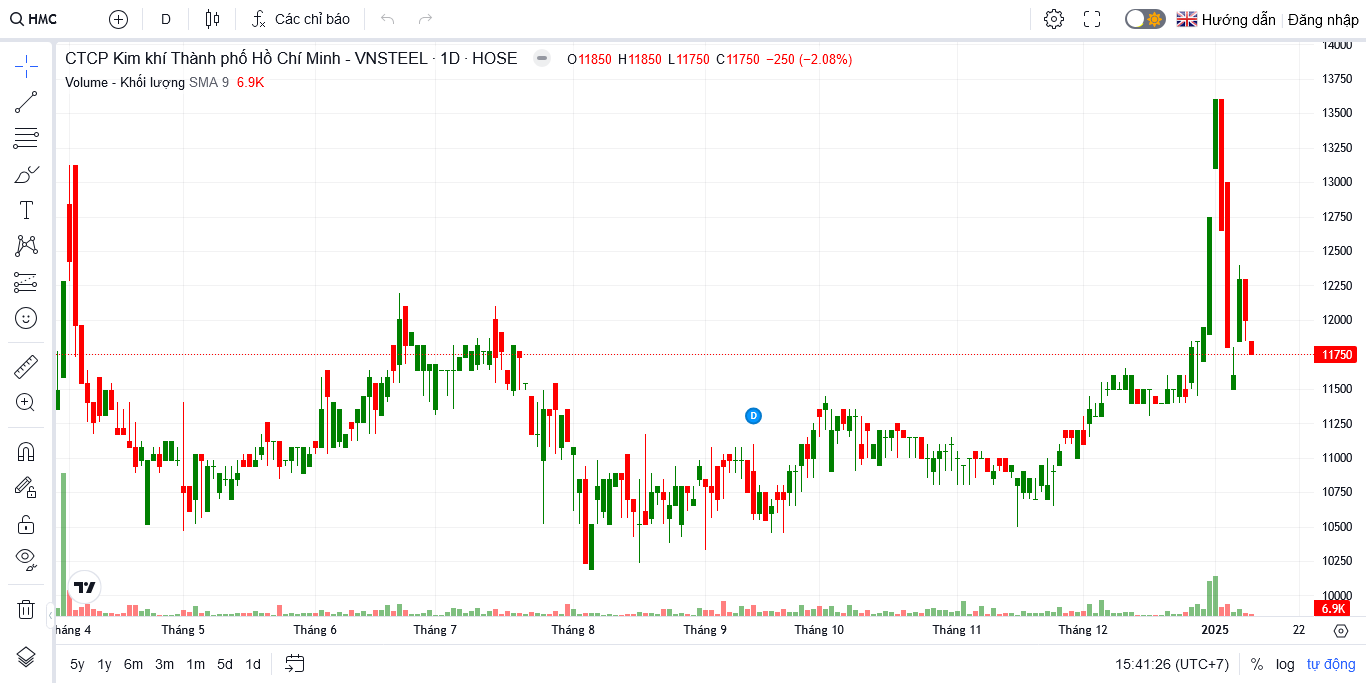 HMC D Các chỉ báo Hướng dẫn Đăng nhập
CTCP Kim khí Thành phố Hồ Chí Minh - VNSTEEL · 1D · HOSE O11850 H11850 L11750 C11750 −250 (−2.08%)
Volume - Khối lượng SMA 9 6.9K
14000
13750
13500
13250
13000
12750
12500
12250
12000
11750
11500
11250
D
11000
10750
10500
10250
10000
6.9K
háng 4 Tháng 5 Tháng 6 Tháng 7 Tháng 8 Tháng 9 Tháng 10 Tháng 11 Tháng 12 2025 22
5y 1y 6m 3m 1m 5d 1d 15:41:26 (UTC+7) % log tự động